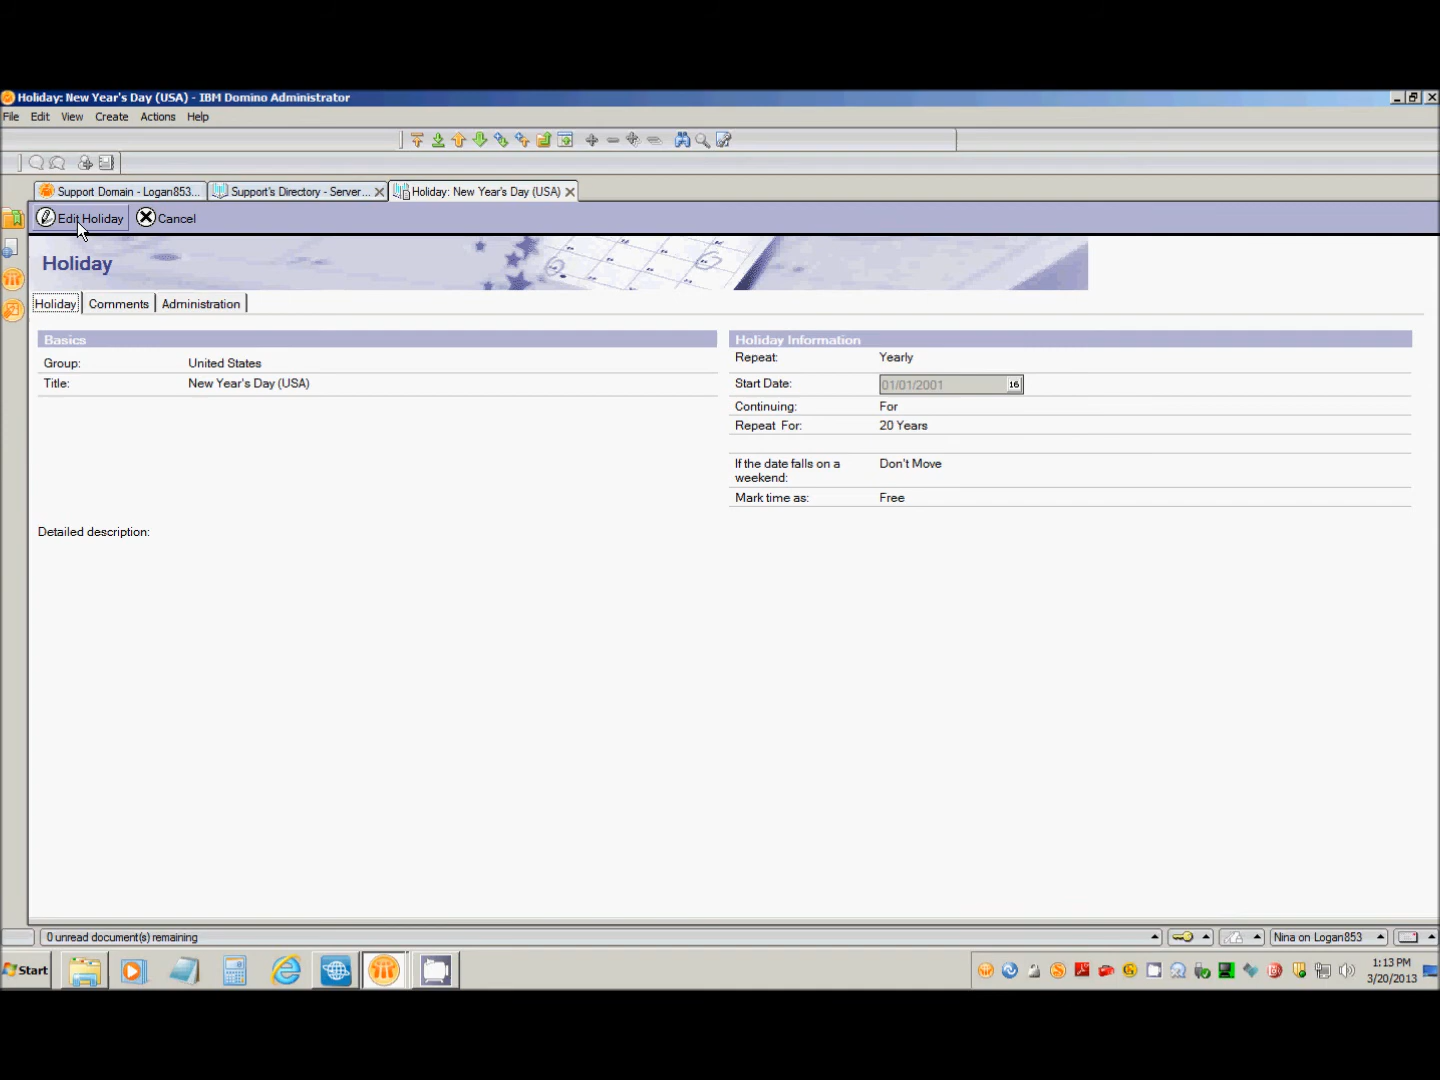 Holiday: New Year's Day (USA) - IBM Domino Administrator
File Edit View Create Actions Help
Support Domain - Logan853... Support's Directory - Server... Holiday: New Year's Day (USA)
Edit Holiday Cancel
Holiday
Holiday Comments Administration
Basics
Group: United States
Title: New Year's Day (USA)
Holiday Information
Repeat: Yearly
Start Date: 01/01/2001 16
Continuing: For
Repeat For: 20 Years
If the date falls on a weekend: Don't Move
Mark time as: Free
Detailed description:
0 unread document(s) remaining
Nina on Logan853
Start
1:13 PM
3/20/2013